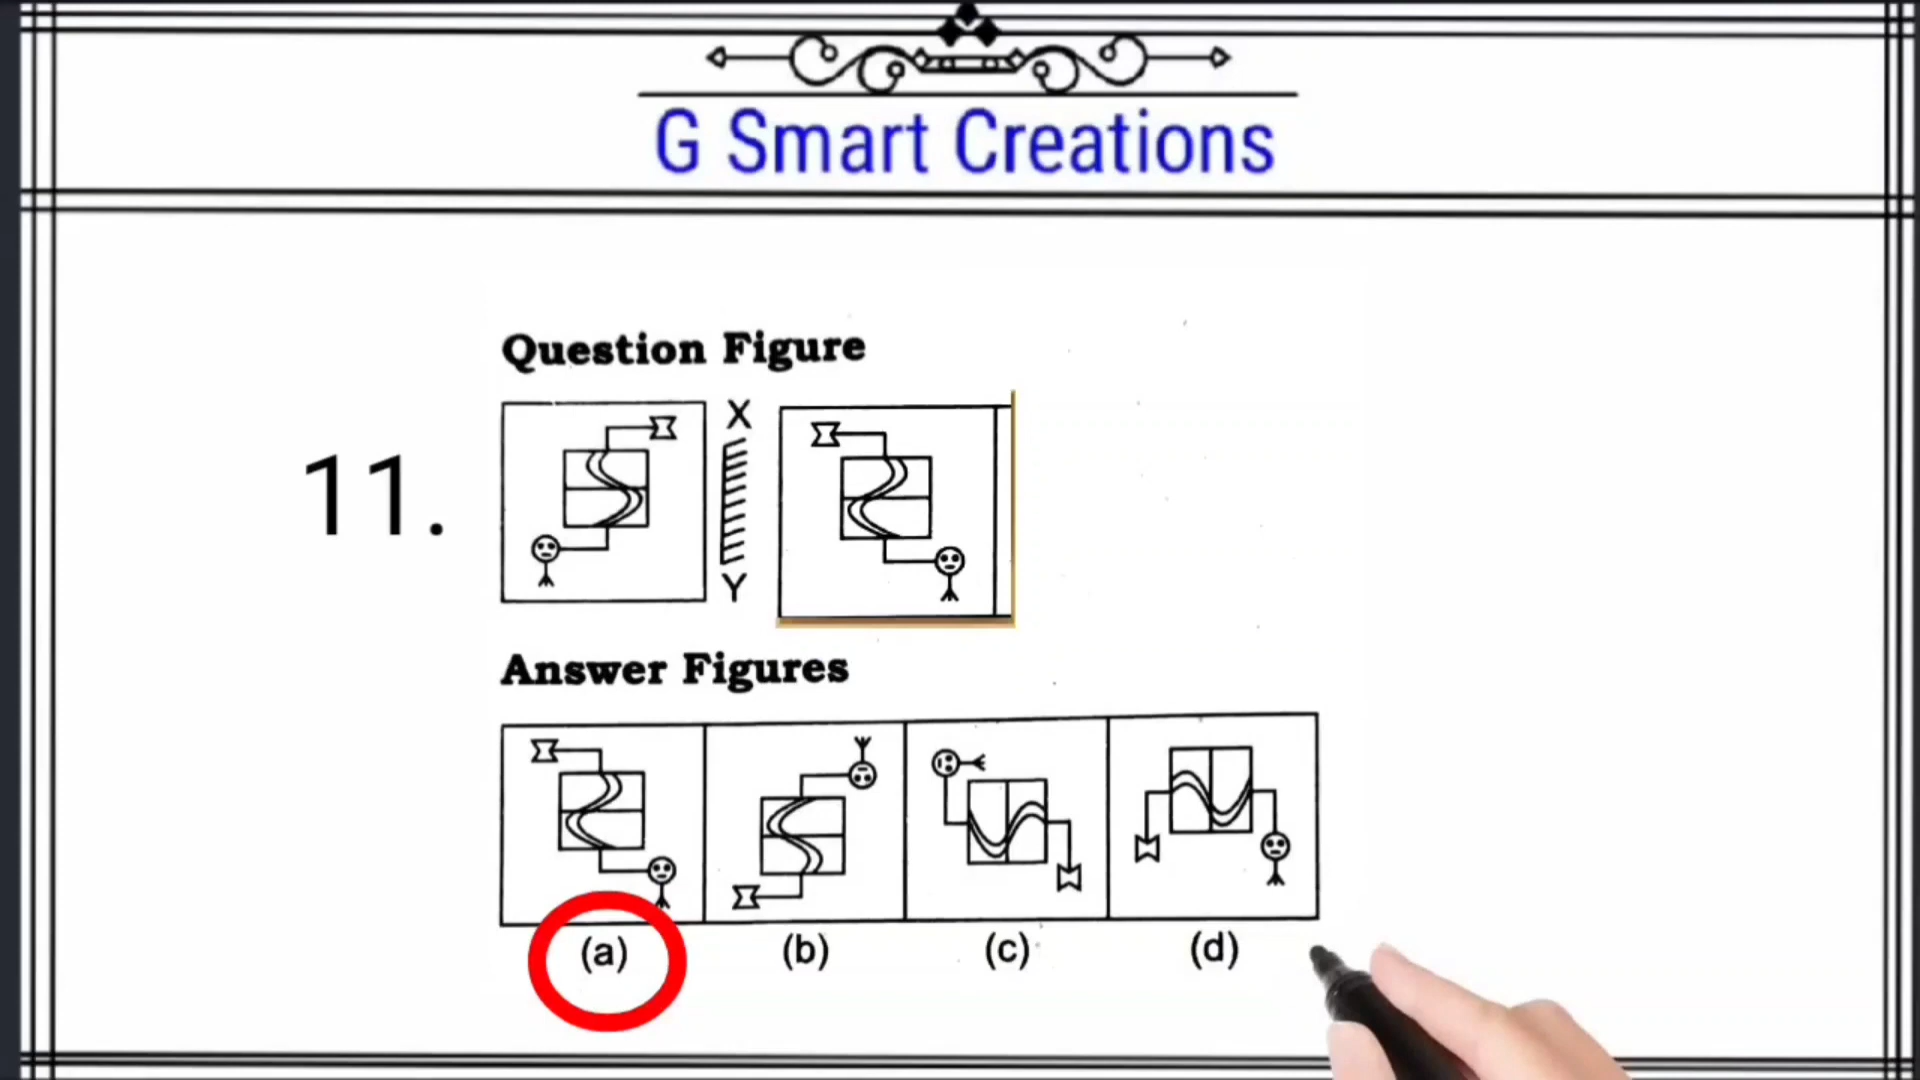 G Smart Creations
Question Figure
11.
X
Y
Answer Figures
(a) (b) (c) (d)